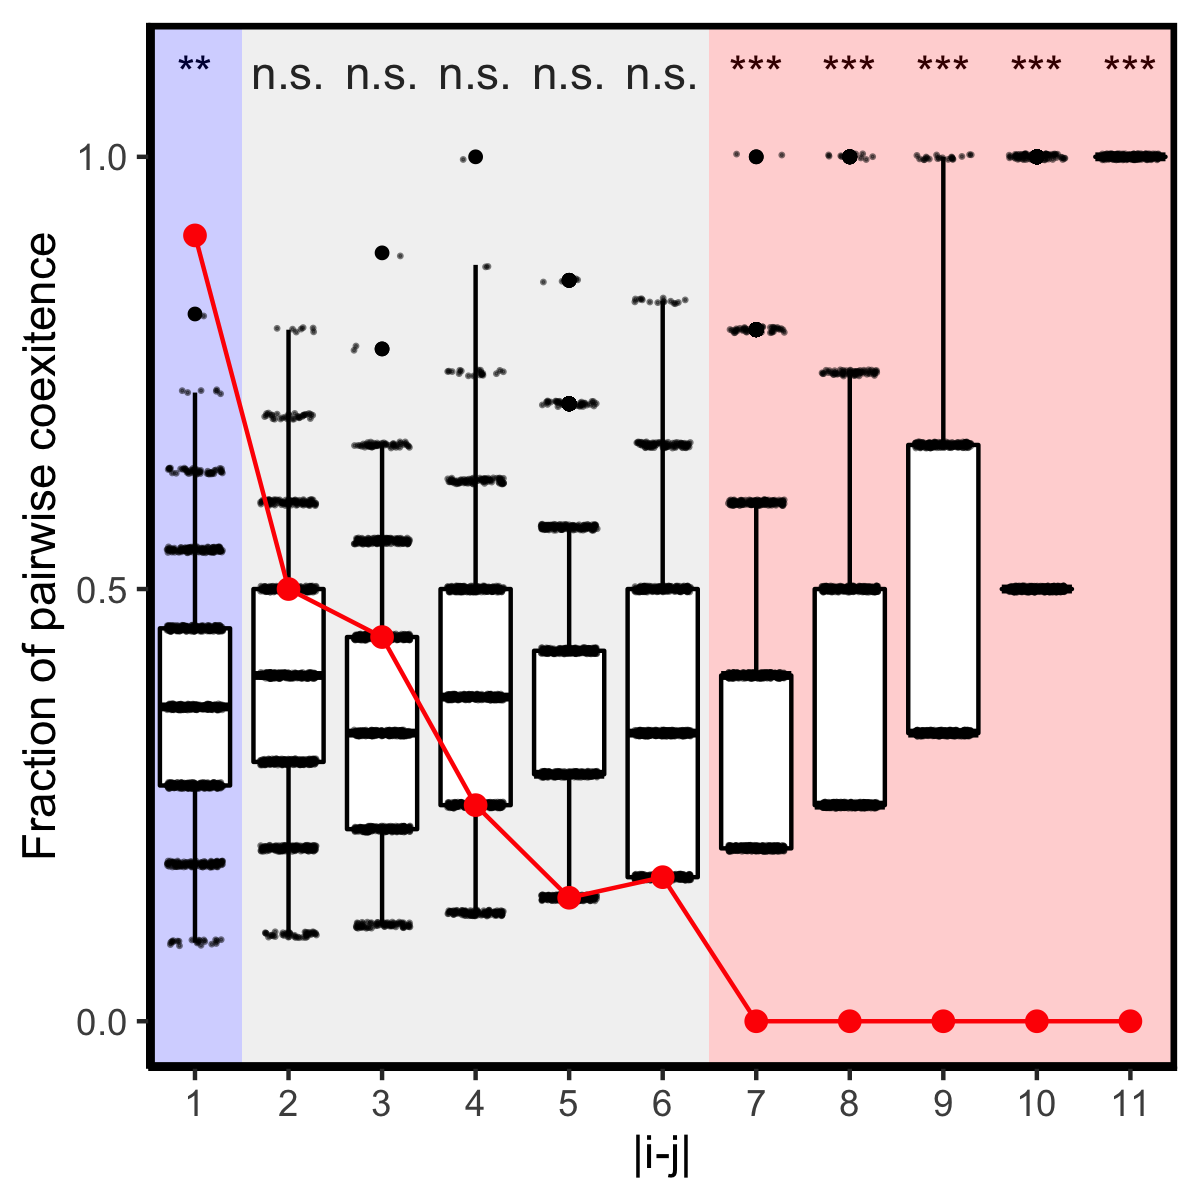 ** n.s. n.s. n.s. n.s. n.s. *** *** *** *** ***
Fraction of pairwise coexitence
1.0
0.5
0.0
1 2 3 4 5 6 7 8 9 10 11
|i-j|